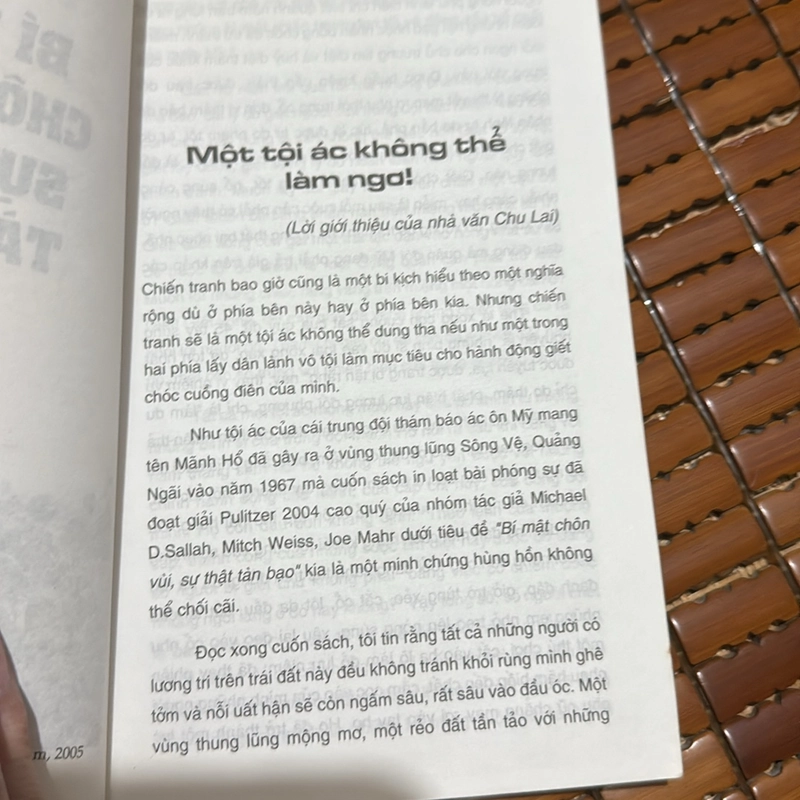 Một tội ác không thể
làm ngơ!
(Lời giới thiệu của nhà văn Chu Lai)
Chiến tranh bao giờ cũng là một bi kịch hiểu theo một nghĩa
rộng dù ở phía bên này hay ở phía bên kia. Nhưng chiến
tranh sẽ là một tội ác không thể dung tha nếu như một trong
hai phía lấy dân lành vô tội làm mục tiêu cho hành động giết
chóc cuồng điên của mình.
Như tội ác của cái trung đội thám báo ác ôn Mỹ mang
tên Mãnh Hổ đã gây ra ở vùng thung lũng Sông Vệ, Quảng
Ngãi vào năm 1967 mà cuốn sách in loạt bài phóng sự đã
đoạt giải Pulitzer 2004 cao quý của nhóm tác giả Michael
D.Sallah, Mitch Weiss, Joe Mahr dưới tiêu đề "Bí mật chôn
vùi, sự thật tàn bạo" kia là một minh chứng hùng hồn không
thể chối cãi.
Đọc xong cuốn sách, tôi tin rằng tất cả những người có
lương tri trên trái đất này đều không tránh khỏi rùng mình ghê
tởm và nỗi uất hận sẽ còn ngấm sâu, rất sâu vào đầu óc. Một
vùng thung lũng mộng mơ, một rẻo đất tần tảo với những
m, 2005